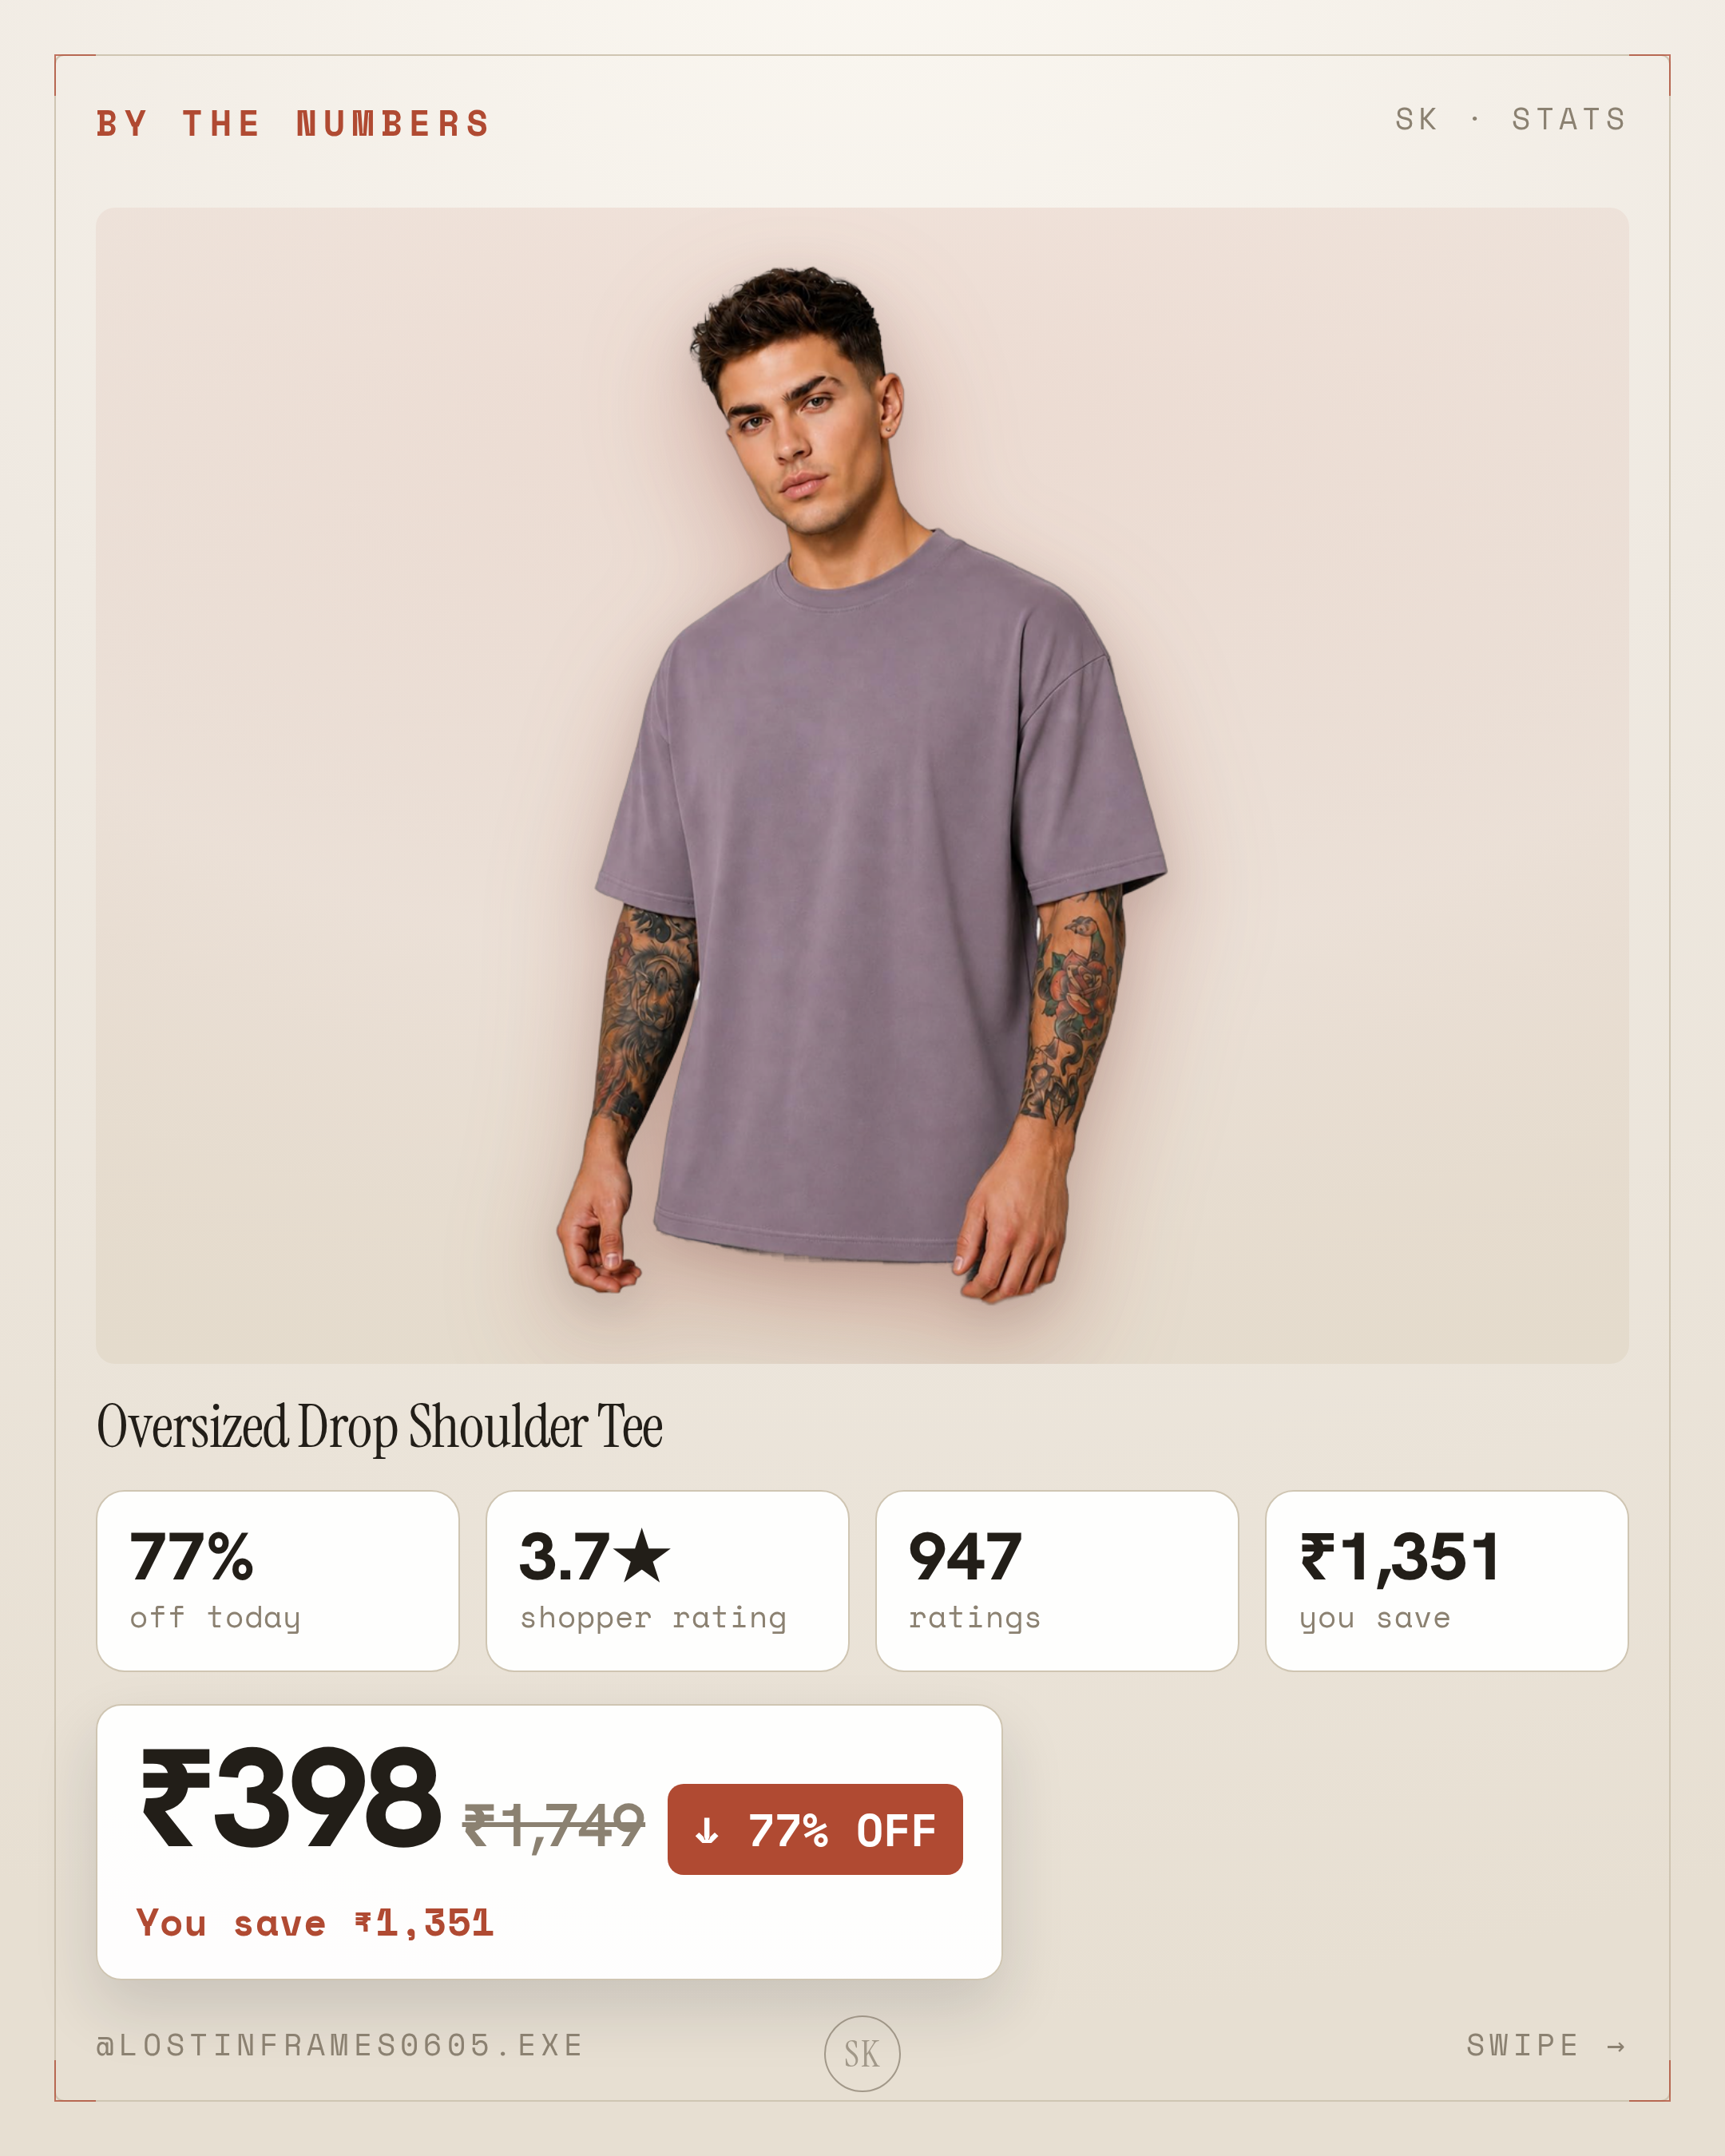 BY THE NUMBERS
SK · STATS
Oversized Drop Shoulder Tee
77%
off today
3.7★
shopper rating
947
ratings
₹1,351
you save
₹398 ₹1,749 ↓ 77% OFF
You save ₹1,351
@LOSTINFRAMES0605.EXE
SK
SWIPE →